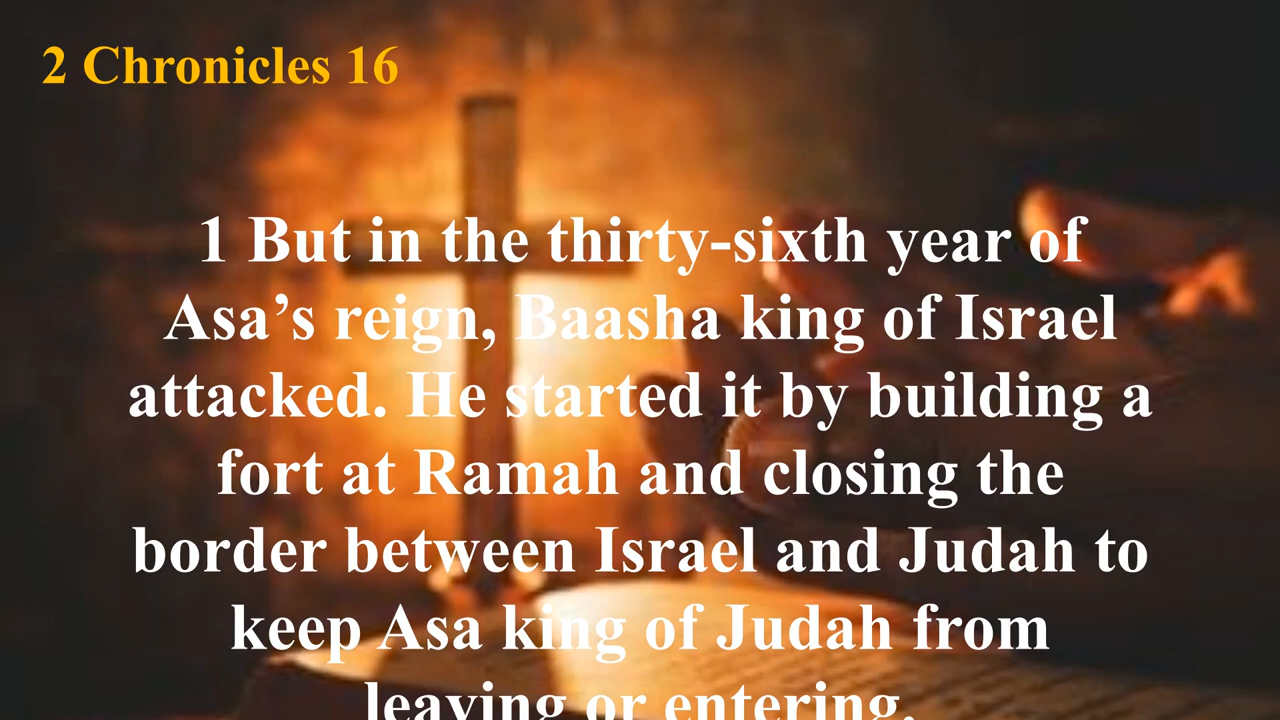 2 Chronicles 16
1 But in the thirty-sixth year of
Asa’s reign, Baasha king of Israel
attacked. He started it by building a
fort at Ramah and closing the
border between Israel and Judah to
keep Asa king of Judah from
leaving or entering.